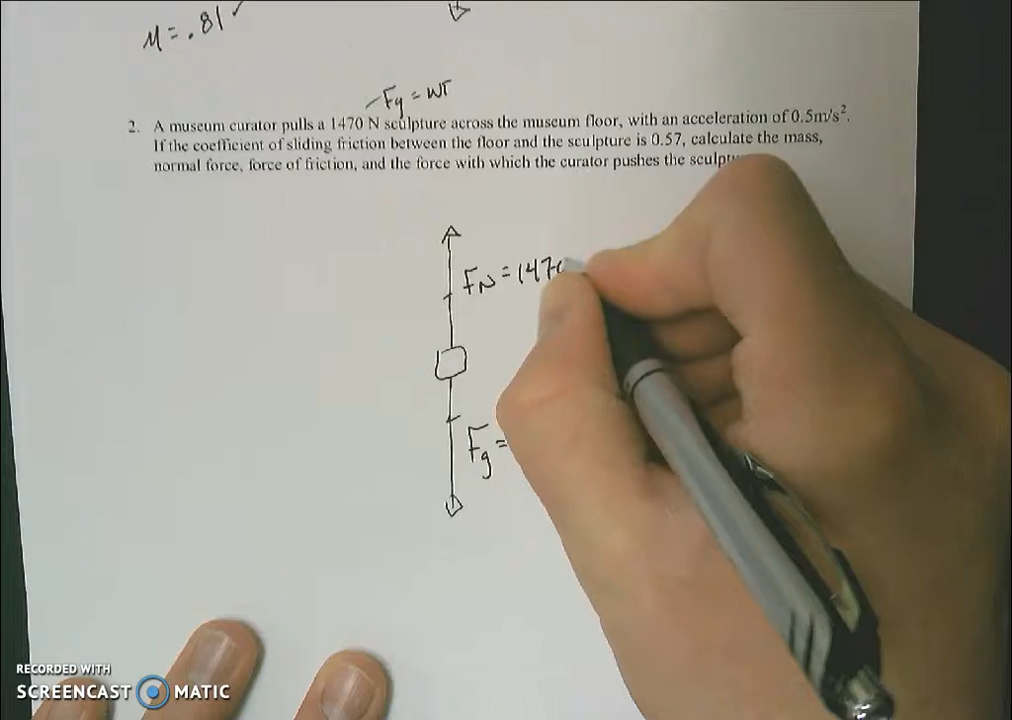 M = .81 ✓
Fg = WT
2. A museum curator pulls a 1470 N sculpture across the museum floor, with an acceleration of 0.5m/s².
If the coefficient of sliding friction between the floor and the sculpture is 0.57, calculate the mass,
normal force, force of friction, and the force with which the curator pushes the
FN = 1470
Fg =
RECORDED WITH
SCREENCAST MATIC